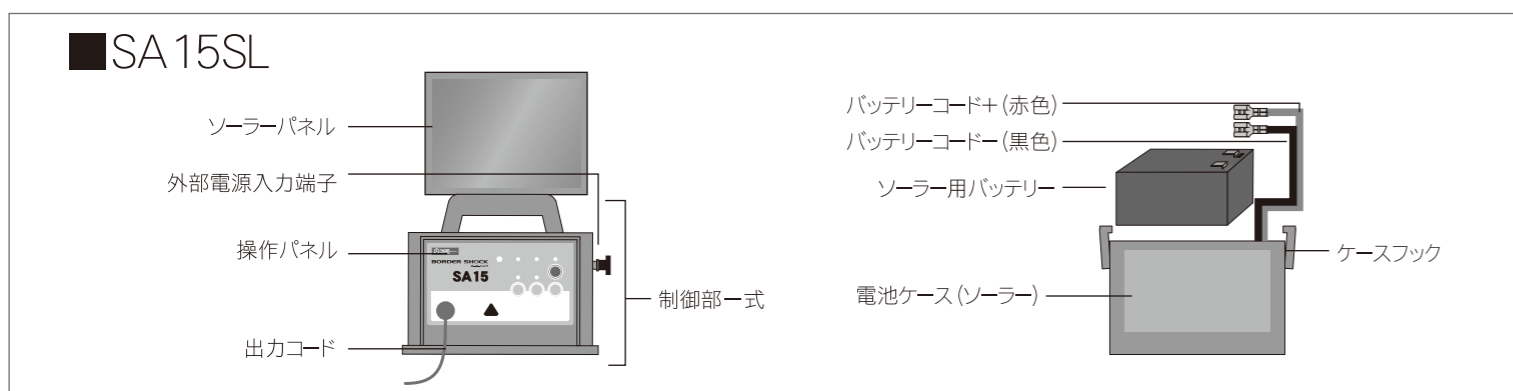 ■SA15SL
ソーラーパネル
外部電源入力端子
操作パネル
出力コード
BORDER SHOCK
SA15
制御部一式
バッテリーコード+(赤色)
バッテリーコードー(黒色)
ソーラー用バッテリー
ケースフック
電池ケース(ソーラー)